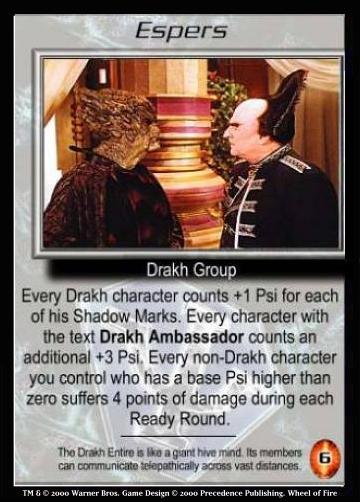 Espers
Drakh Group
Every Drakh character counts +1 Psi for each
of his Shadow Marks. Every character with
the text Drakh Ambassador counts an
additional +3 Psi. Every non-Drakh character
you control who has a base Psi higher than
zero suffers 4 points of damage during each
Ready Round.
The Drakh Entire is like a giant hive mind. Its members
can communicate telepathically across vast distances.
6
TM & © 2000 Warner Bros. Game Design © 2000 Precedence Publishing. Wheel of Fire